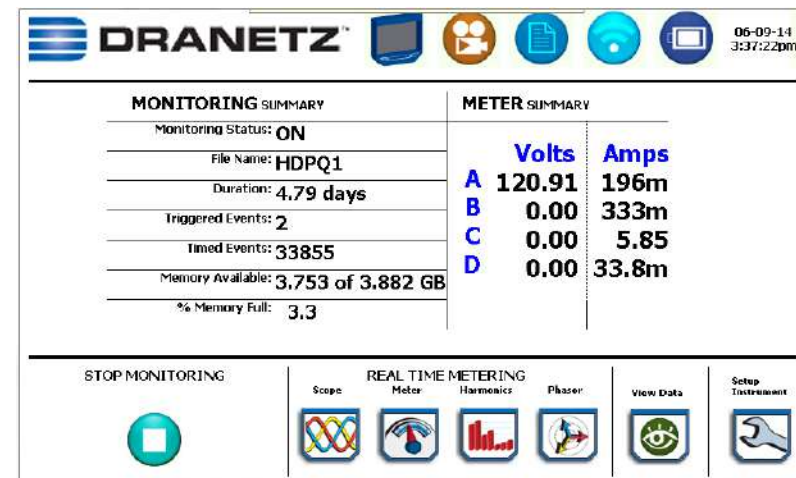 DRANETZ
06-09-14
3:37:22pm
MONITORING SUMMARY
Monitoring Status: ON
File Name: HDPQ1
Duration: 4.79 days
Triggered Events: 2
Timed Events: 33855
Memory Available: 3.753 of 3.882 GB
% Memory Full: 3.3
METER SUMMARY
Volts Amps
A 120.91 196m
B 0.00 333m
C 0.00 5.85
D 0.00 33.8m
STOP MONITORING
REAL TIME METERING
Scope Meter Harmonics Phasor
View Data
Setup
Instrument